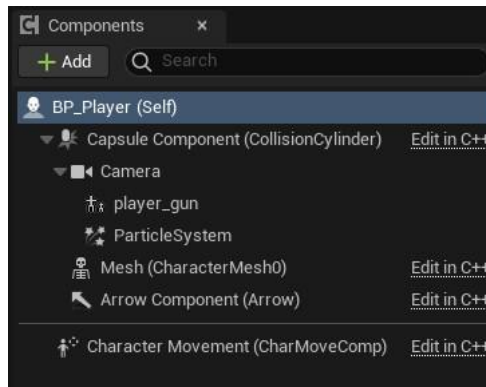 Components ×
+ Add Search
BP_Player (Self)
Capsule Component (CollisionCylinder) Edit in C++
Camera
player_gun
ParticleSystem
Mesh (CharacterMesh0) Edit in C++
Arrow Component (Arrow) Edit in C++
Character Movement (CharMoveComp) Edit in C++